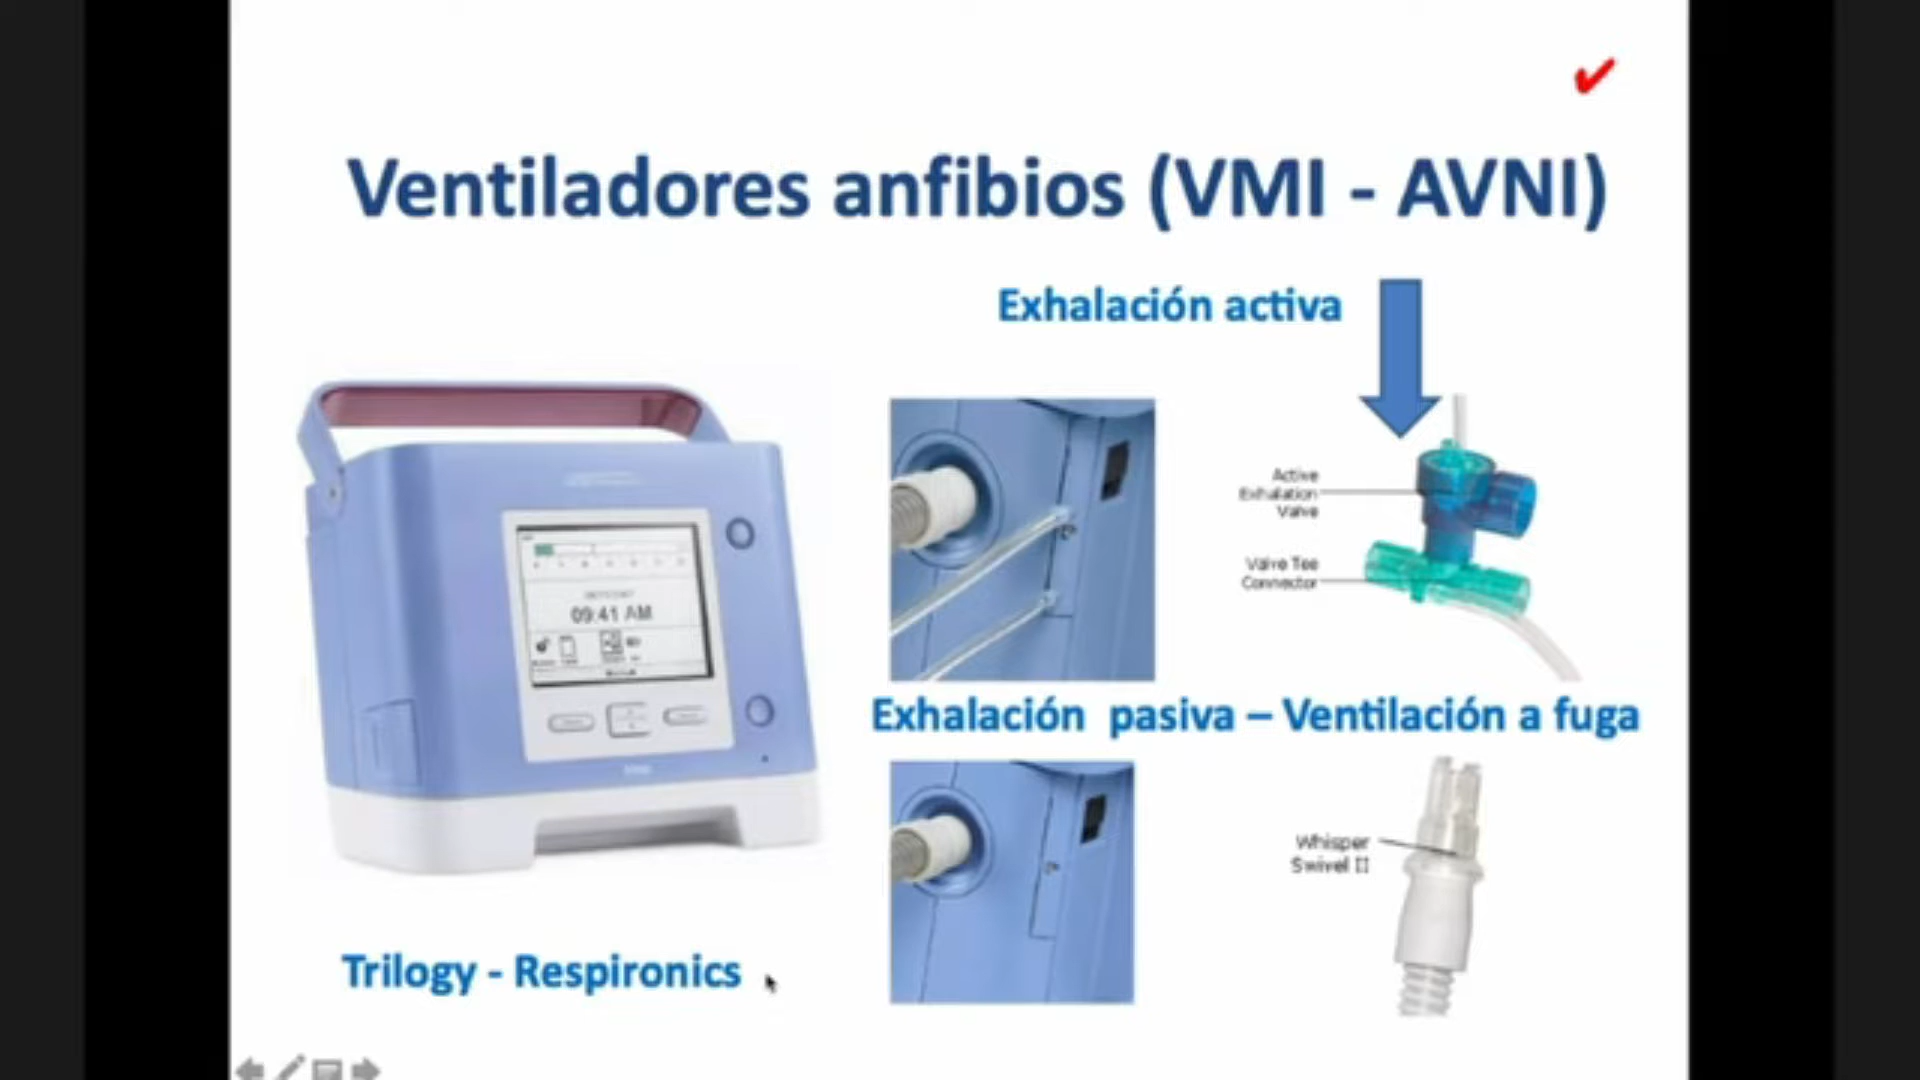 Ventiladores anfibios (VMI - AVNI)
Exhalación activa
Active
Exhalation
Valve
Valve Tee
Connector
09:41 AM
Exhalación pasiva – Ventilación a fuga
Whisper
Swivel II
Trilogy - Respironics